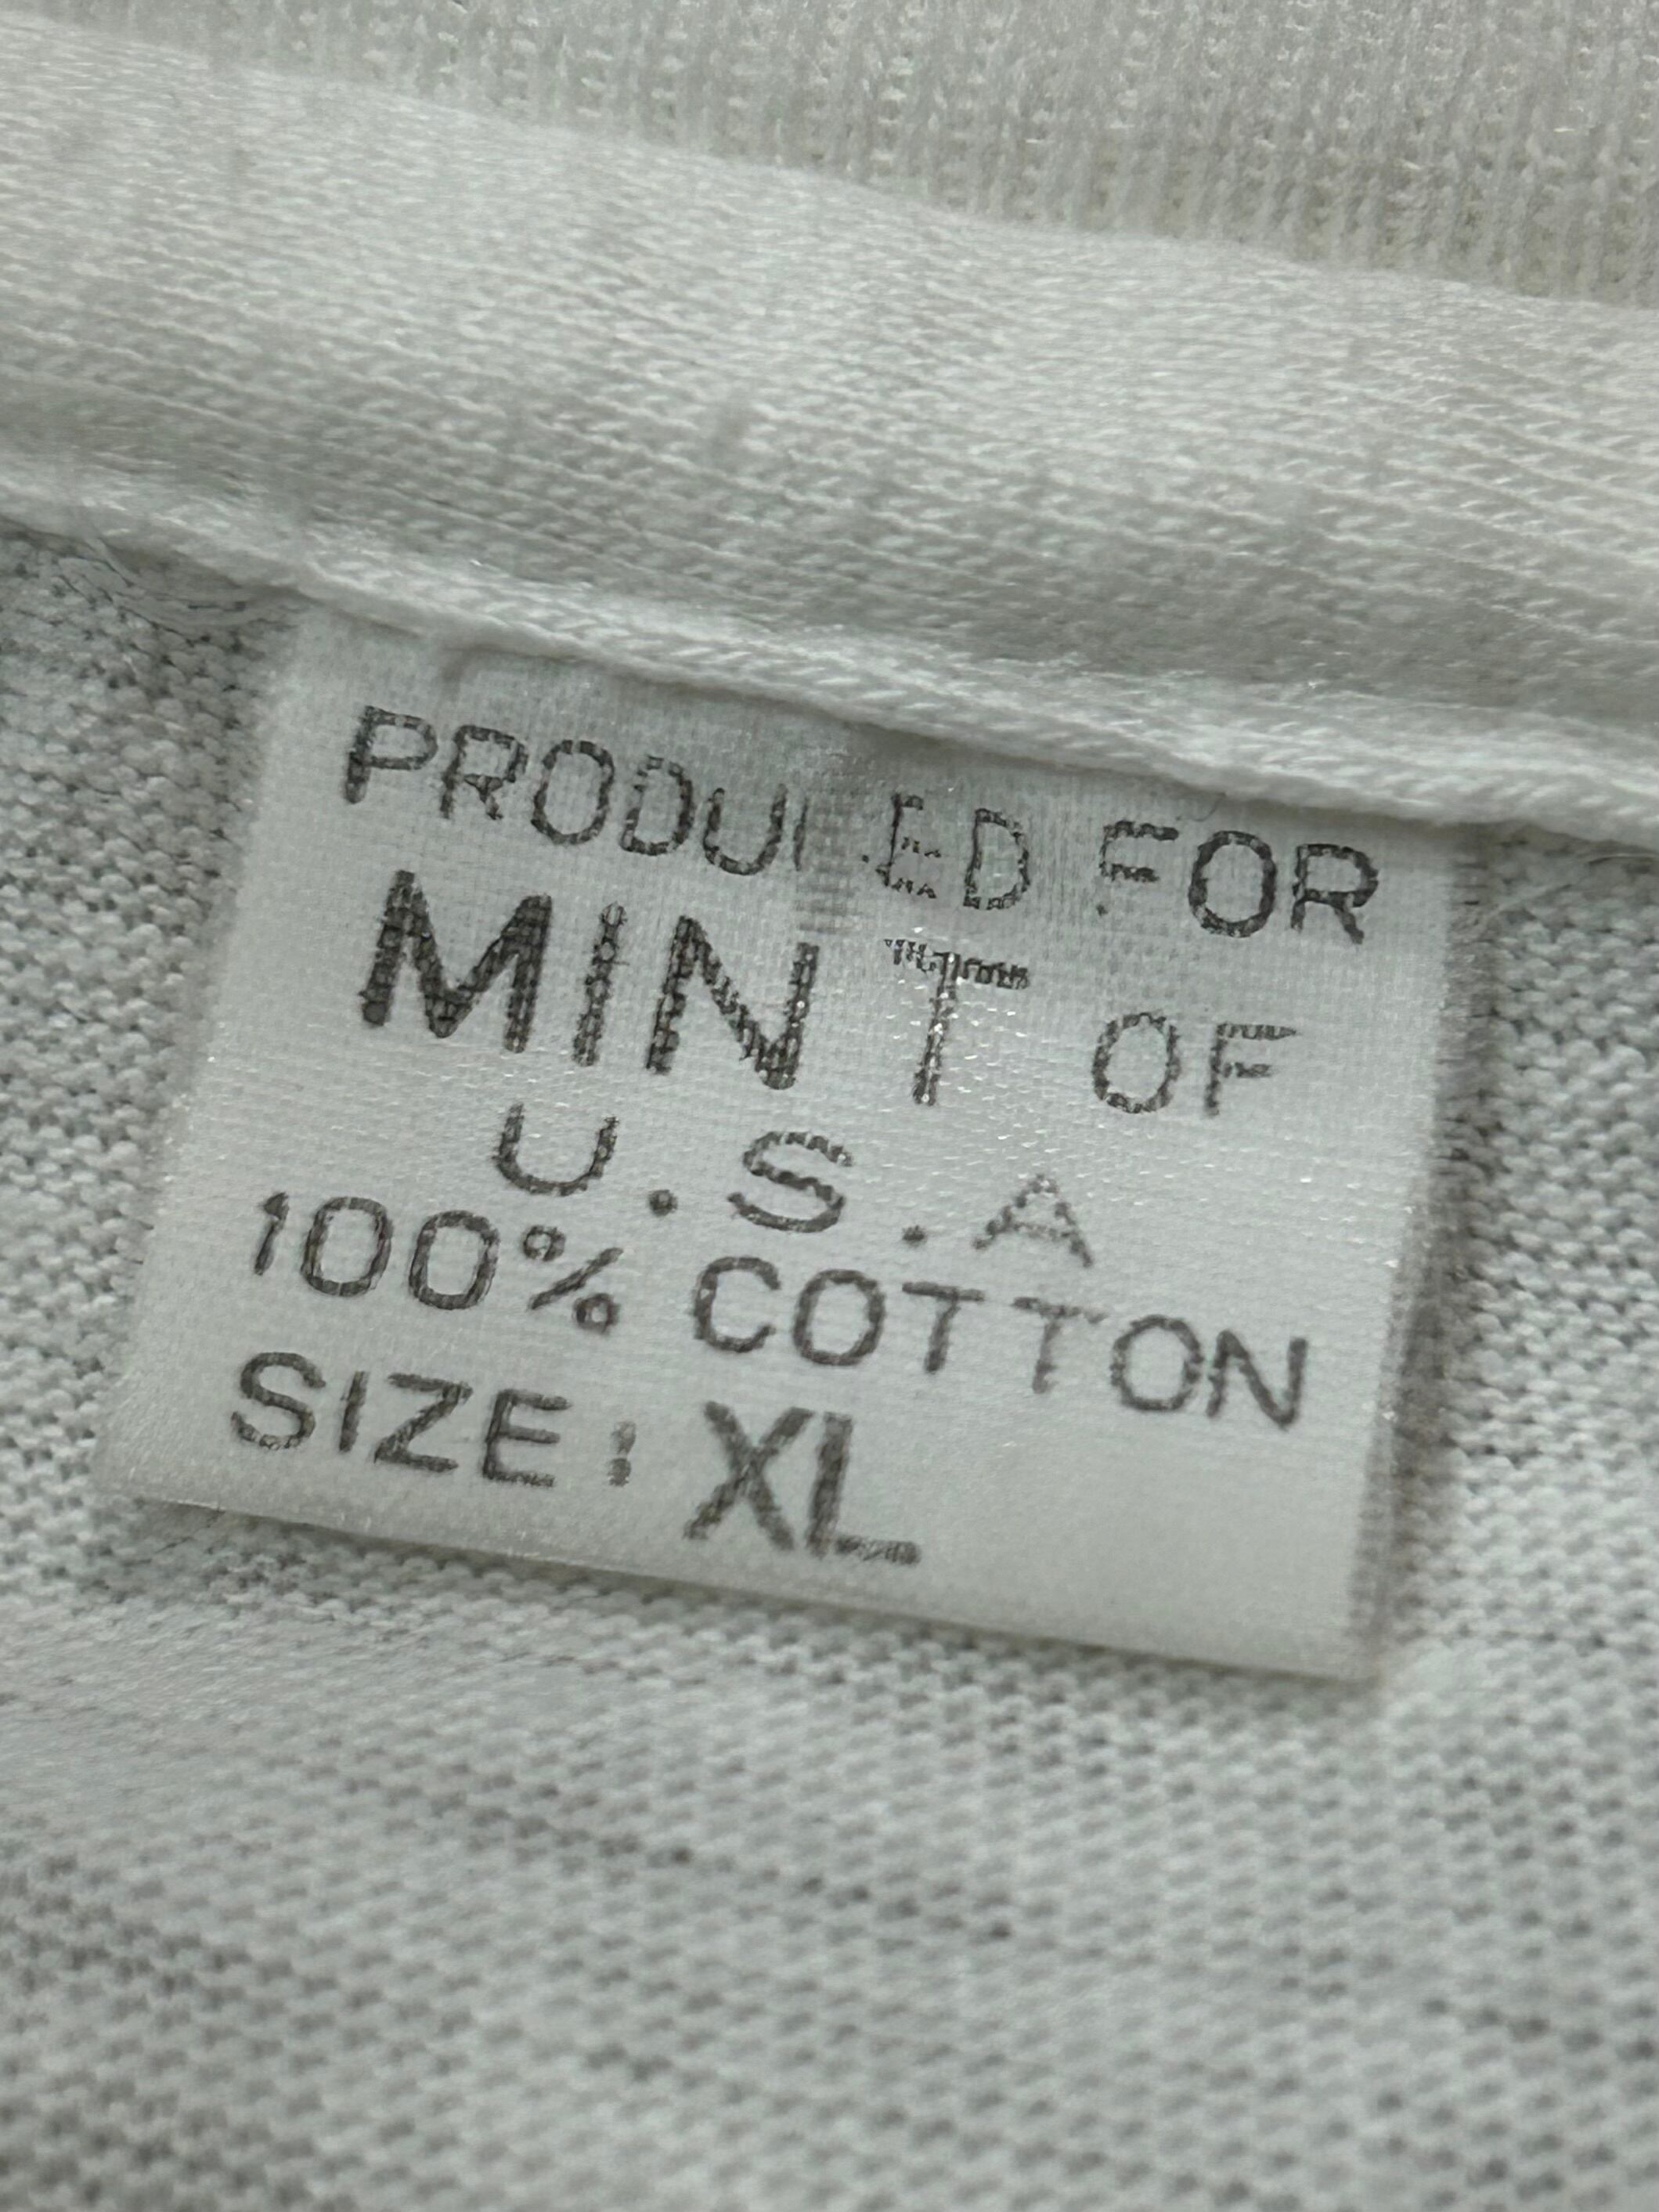 PRODUCED FOR
MINT OF
U.S.A
100% COTTON
SIZE: XL